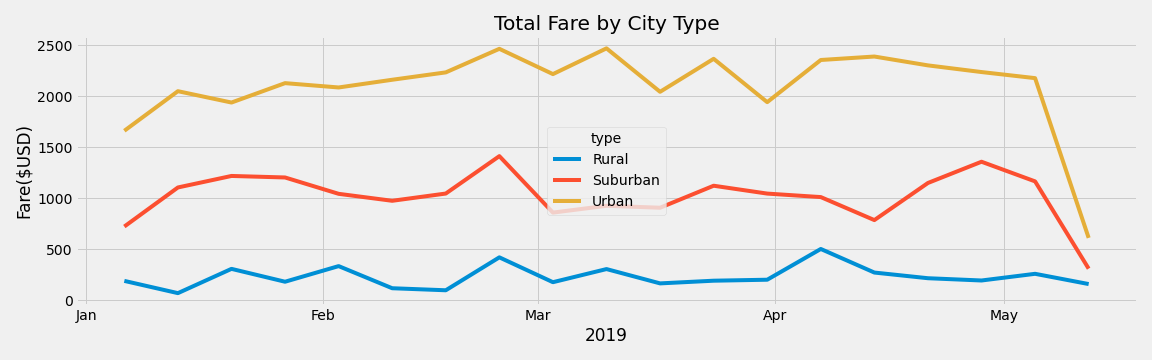 Total Fare by City Type
Fare($USD)
2500
2000
1500
1000
500
0
type
Rural
Suburban
Urban
Jan
Feb
Mar
Apr
May
2019